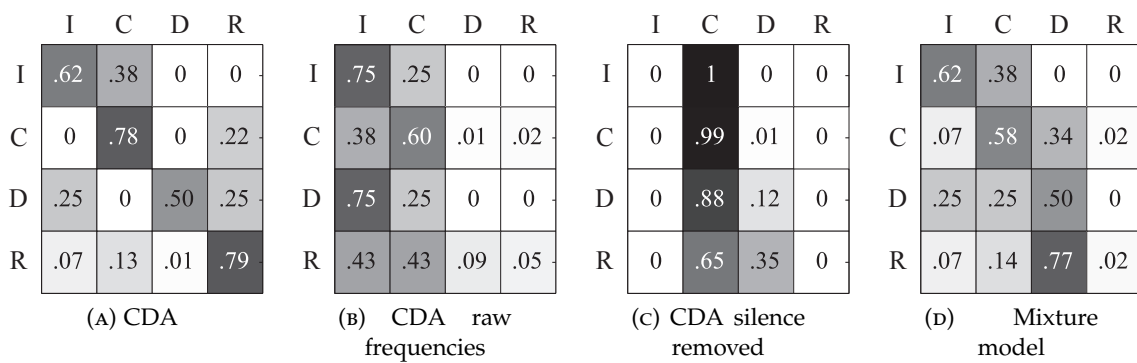 I C D R I C D R I C D R I C D R
I .62 .38 0 0 I .75 .25 0 0 I 0 1 0 0 I .62 .38 0 0
C 0 .78 0 .22 C .38 .60 .01 .02 C 0 .99 .01 0 C .07 .58 .34 .02
D .25 0 .50 .25 D .75 .25 0 0 D 0 .88 .12 0 D .25 .25 .50 0
R .07 .13 .01 .79 R .43 .43 .09 .05 R 0 .65 .35 0 R .07 .14 .77 .02
(A) CDA (B) CDA raw (C) CDA silence (D) Mixture
frequencies removed model